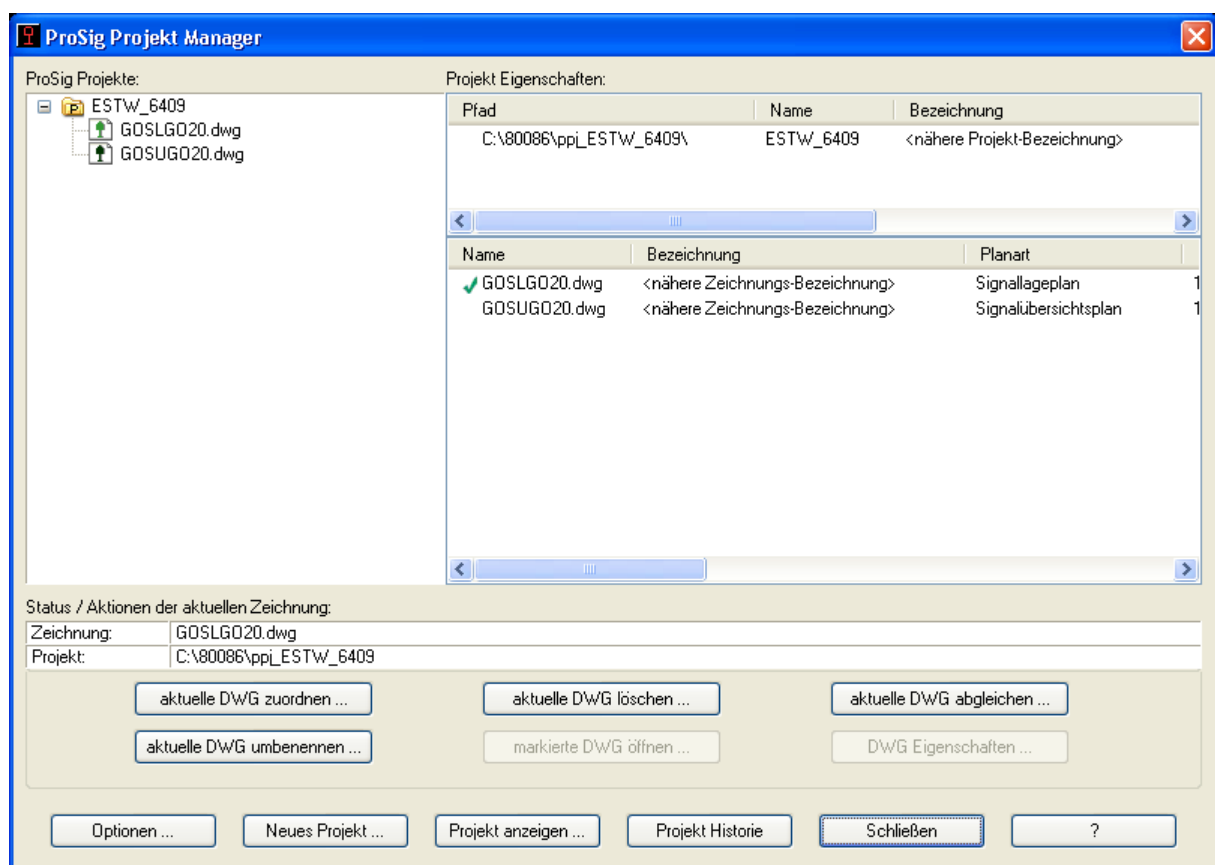 ProSig Projekt Manager
ProSig Projekte:
ESTW_6409
GOSLGO20.dwg
GOSUGO20.dwg
Projekt Eigenschaften:
Pfad Name Bezeichnung
C:\80086\ppj_ESTW_6409\ ESTW_6409 <nähere Projekt-Bezeichnung>
Name Bezeichnung Planart
GOSLGO20.dwg <nähere Zeichnungs-Bezeichnung> Signallageplan 1
GOSUGO20.dwg <nähere Zeichnungs-Bezeichnung> Signalübersichtsplan 1
Status / Aktionen der aktuellen Zeichnung:
Zeichnung: GOSLGO20.dwg
Projekt: C:\80086\ppj_ESTW_6409
aktuelle DWG zuordnen ... aktuelle DWG löschen ... aktuelle DWG abgleichen ...
aktuelle DWG umbenennen ... markierte DWG öffnen ... DWG Eigenschaften ...
Optionen ... Neues Projekt ... Projekt anzeigen ... Projekt Historie Schließen ?